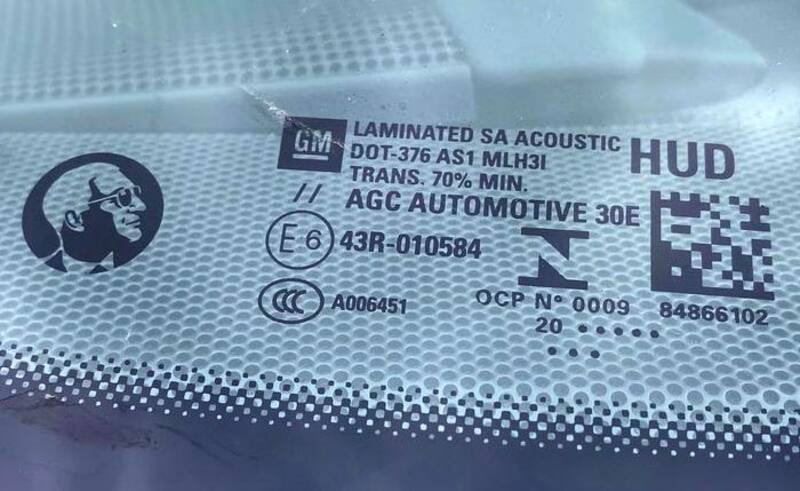 GM
LAMINATED SA ACOUSTIC
DOT-376 AS1 MLH3I
TRANS. 70% MIN.
HUD
// AGC AUTOMOTIVE 30E
E6 43R-010584
CCC A006451
OCP N° 0009
20 •••••
•••
84866102